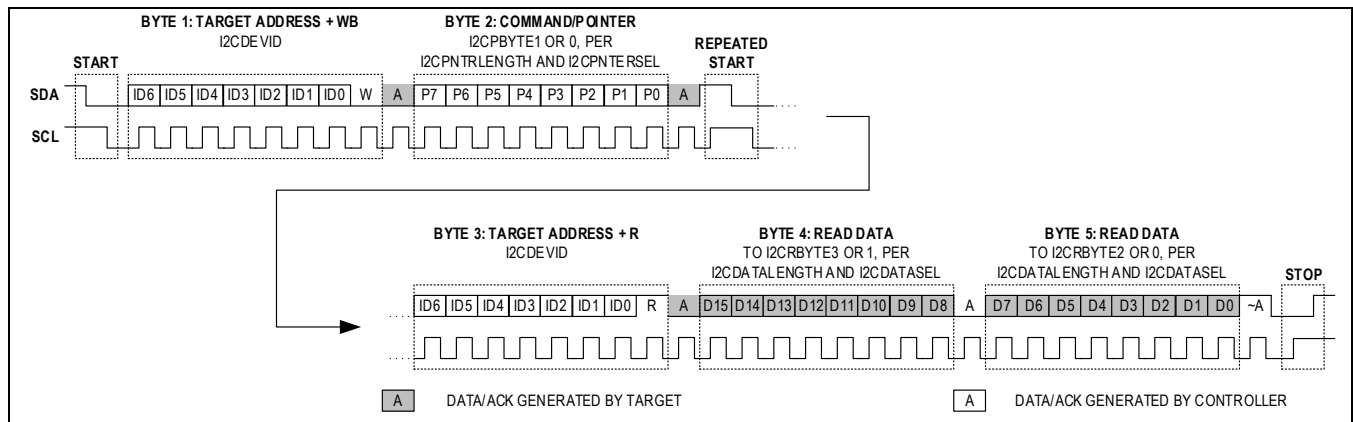 BYTE 1: TARGET ADDRESS + WB
I2CDEVID
BYTE 2: COMMAND/POINTER
I2CPBYTE1 OR 0, PER
I2CPNTRLENGTH AND I2CPNTERSEL
START
REPEATED
START
SDA
ID6 ID5 ID4 ID3 ID2 ID1 ID0 W A P7 P6 P5 P4 P3 P2 P1 P0 A
SCL
BYTE 3: TARGET ADDRESS + R
I2CDEVID
BYTE 4: READ DATA
TO I2CRBYTE3 OR 1, PER
I2CDATALENGTH AND I2CDATASEL
BYTE 5: READ DATA
TO I2CRBYTE2 OR 0, PER
I2CDATALENGTH AND I2CDATASEL
STOP
ID6 ID5 ID4 ID3 ID2 ID1 ID0 R A D15 D14 D13 D12 D11 D10 D9 D8 A D7 D6 D5 D4 D3 D2 D1 D0 ~A
A DATA/ACK GENERATED BY TARGET
A DATA/ACK GENERATED BY CONTROLLER